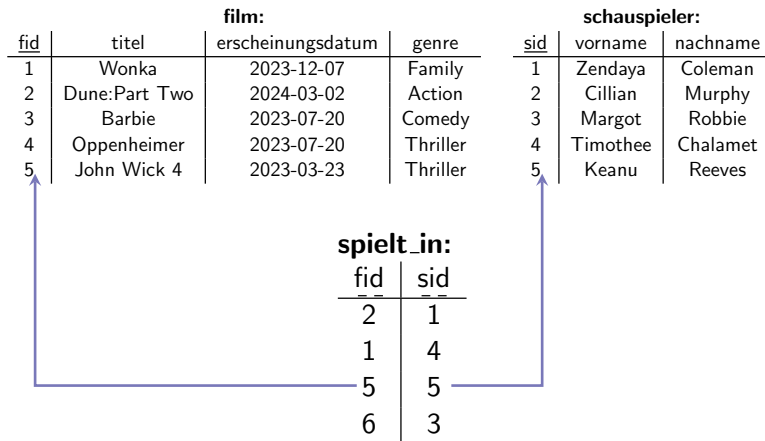 film:
fid titel erscheinungsdatum genre
1 Wonka 2023-12-07 Family
2 Dune:Part Two 2024-03-02 Action
3 Barbie 2023-07-20 Comedy
4 Oppenheimer 2023-07-20 Thriller
5 John Wick 4 2023-03-23 Thriller
schauspieler:
sid vorname nachname
1 Zendaya Coleman
2 Cillian Murphy
3 Margot Robbie
4 Timothee Chalamet
5 Keanu Reeves
spielt_in:
fid sid
2 1
1 4
5 5
6 3